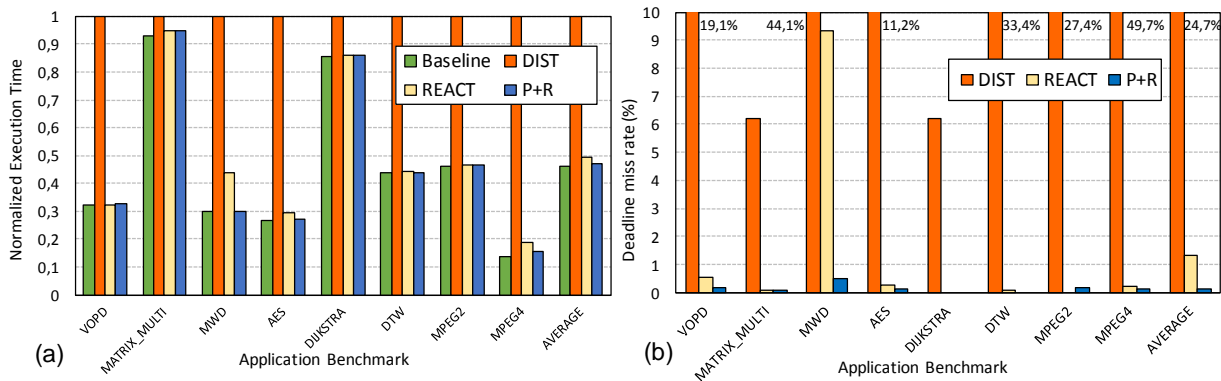 1
0,9
0,8
0,7
0,6
0,5
0,4
0,3
0,2
0,1
0
Normalized Execution Time
Baseline
DIST
REACT
P+R
VOPD
MATRIX_MULTI
MWD
AES
DIJKSTRA
DTW
MPEG2
MPEG4
AVERAGE
(a)
Application Benchmark
10
9
8
7
6
5
4
3
2
1
0
Deadline miss rate (%)
19,1%
44,1%
11,2%
33,4%
27,4%
49,7%
24,7%
DIST
REACT
P+R
VOPD
MATRIX_MULTI
MWD
AES
DIJKSTRA
DTW
MPEG2
MPEG4
AVERAGE
(b)
Application Benchmark